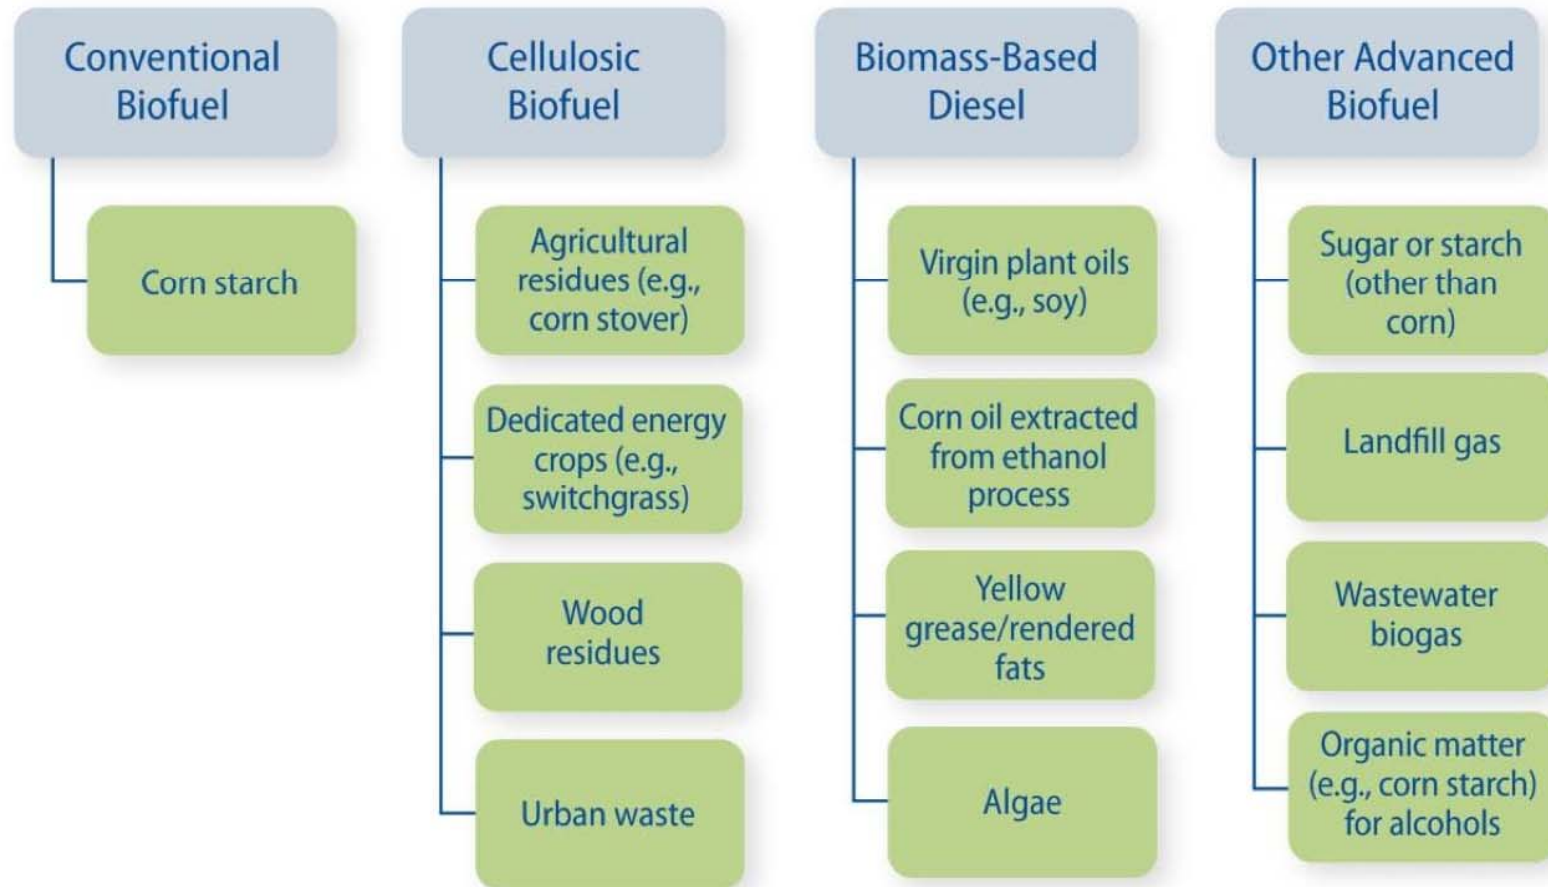 Conventional
Biofuel
Corn starch
Cellulosic
Biofuel
Agricultural
residues (e.g.,
corn stover)
Dedicated energy
crops (e.g.,
switchgrass)
Wood
residues
Urban waste
Biomass-Based
Diesel
Virgin plant oils
(e.g., soy)
Corn oil extracted
from ethanol
process
Yellow
grease/rendered
fats
Algae
Other Advanced
Biofuel
Sugar or starch
(other than
corn)
Landfill gas
Wastewater
biogas
Organic matter
(e.g., corn starch)
for alcohols